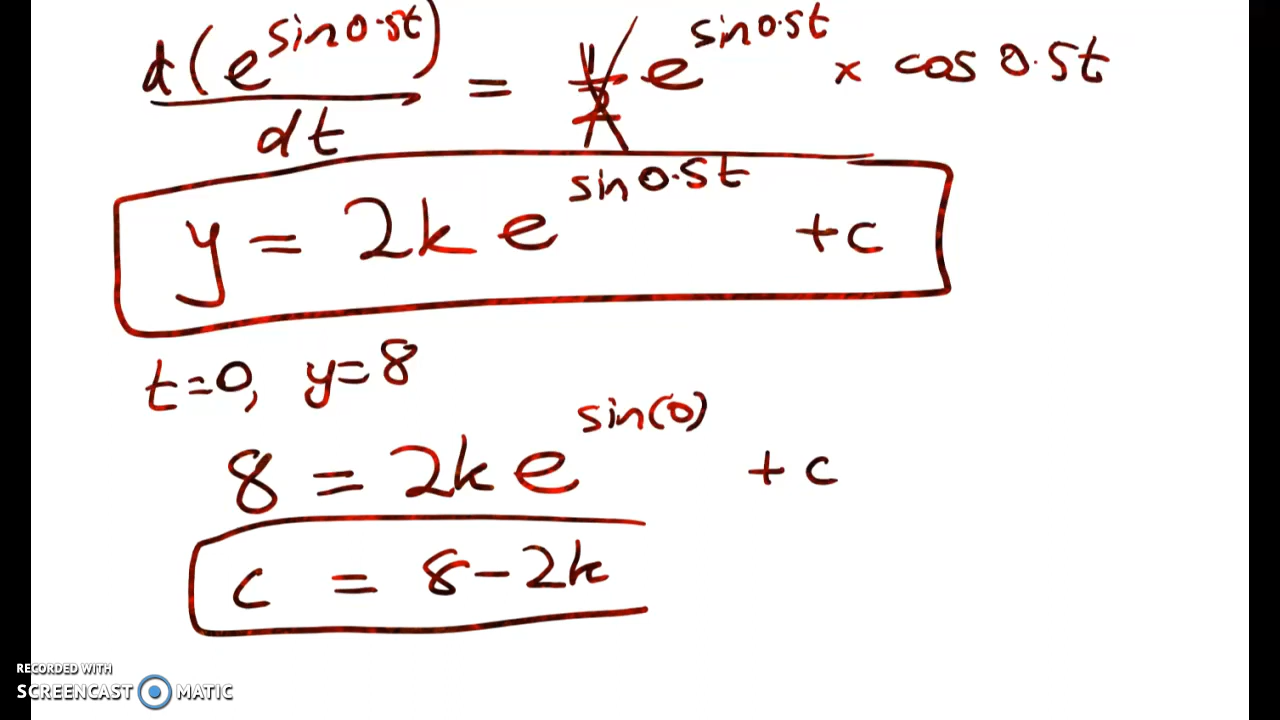 d(e^sin0.5t)/dt = 1/2 e^sin0.5t × cos 0.5t
y = 2k e^sin0.5t + c
t=0, y=8
8 = 2k e^sin(0) + c
c = 8 - 2k
RECORDED WITH
SCREENCAST MATIC